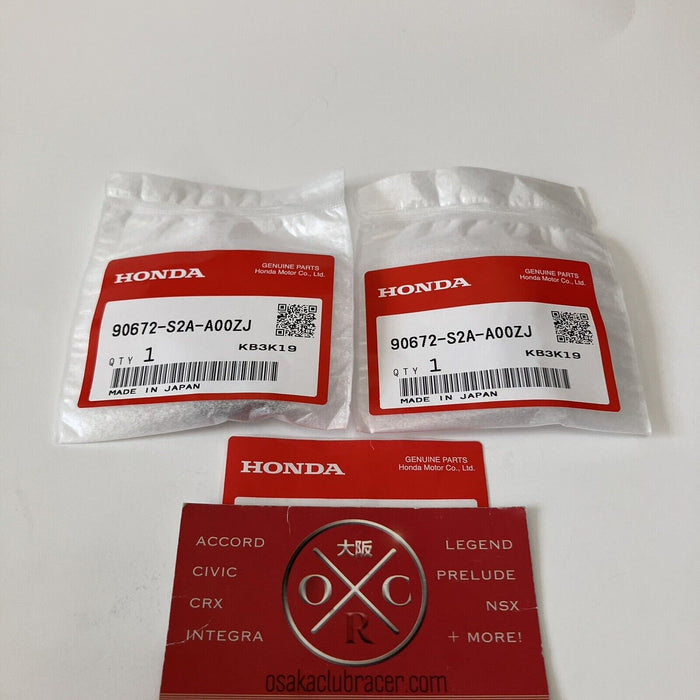 HONDA
GENUINE PARTS
Honda Motor Co., Ltd.
90672-S2A-A00ZJ
QTY 1
KB3K19
MADE IN JAPAN
HONDA
GENUINE PARTS
Honda Motor Co., Ltd.
90672-S2A-A00ZJ
QTY 1
KB3K19
MADE IN JAPAN
HONDA
GENUINE PARTS
Honda Motor Co., Ltd.
ACCORD
CIVIC
CRX
INTEGRA
大阪
O C
R
LEGEND
PRELUDE
NSX
+ MORE!
osakaclubracer.com